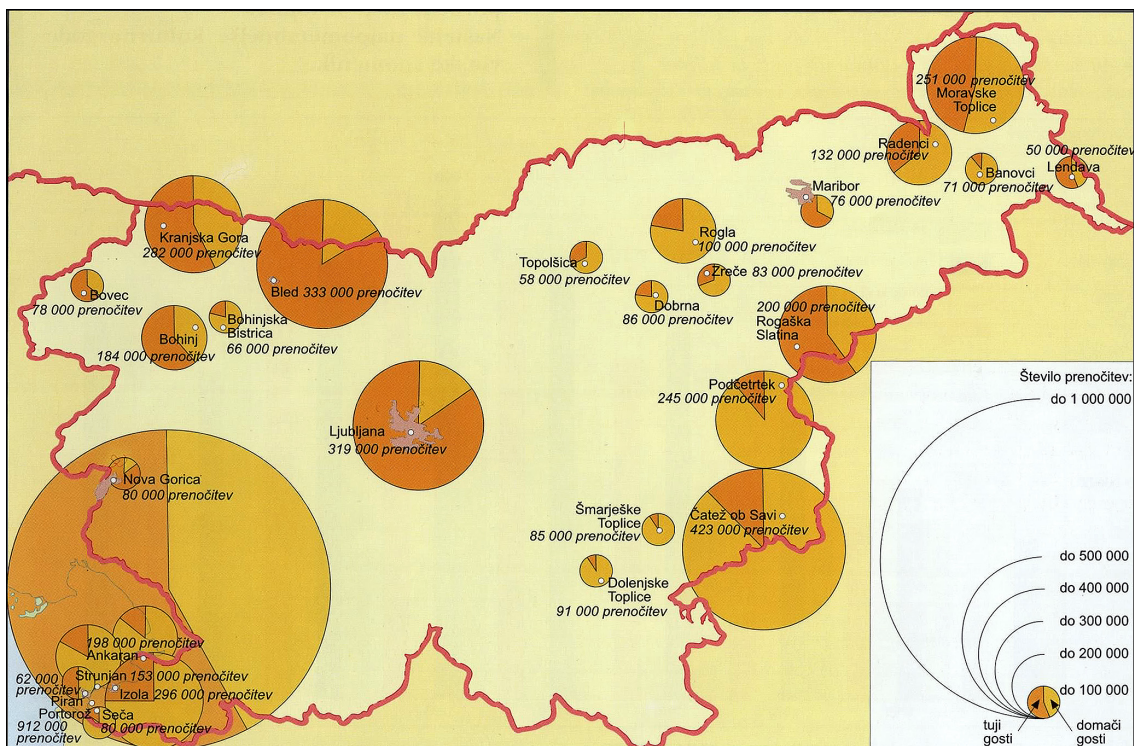 251 000 prenočitev
Moravske
Toplice
Radenci
132 000 prenočitev
50 000 prenočitev
Lendava
Banovci
71 000 prenočitev
Maribor
76 000 prenočitev
Kranjska Gora
282 000 prenočitev
Rogla
100 000 prenočitev
Topolšica
58 000 prenočitev
Zreče 83 000 prenočitev
Bled 333 000 prenočitev
Bovec
78 000 prenočitev
Dobrna
86 000 prenočitev
200 000 prenočitev
Rogaška
Slatina
Bohinjska
Bistrica
66 000 prenočitev
Bohinj
184 000 prenočitev
Podčetrtek
245 000 prenočitev
Ljubljana
319 000 prenočitev
Nova Gorica
80 000 prenočitev
Šmarješke
Toplice
85 000 prenočitev
Čatež ob Savi
423 000 prenočitev
Dolenjske
Toplice
91 000 prenočitev
198 000 prenočitev
Ankaran
Strunjan 153 000 prenočitev
62 000
prenočitev
Izola 296 000 prenočitev
Piran
Portorož
912 000
prenočitev
Seča
80 000 prenočitev
Število prenočitev:
do 1 000 000
do 500 000
do 400 000
do 300 000
do 200 000
do 100 000
tuji
gosti
domači
gosti